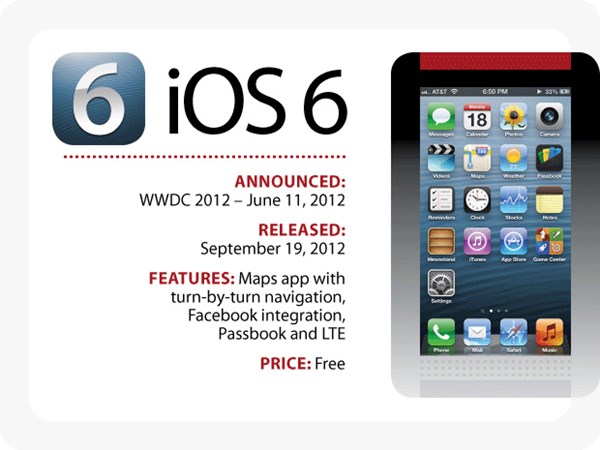 6
iOS 6
ANNOUNCED:
WWDC 2012 – June 11, 2012
RELEASED:
September 19, 2012
FEATURES: Maps app with
turn-by-turn navigation,
Facebook integration,
Passbook and LTE
PRICE: Free
AT&T 6:50 PM 33%
Monday
18
Messages Calendar Photos Camera
Videos Maps Weather Passbook
Reminders Clock Stocks Notes
Newsstand iTunes App Store Game Center
Settings
Phone Mail Safari Music